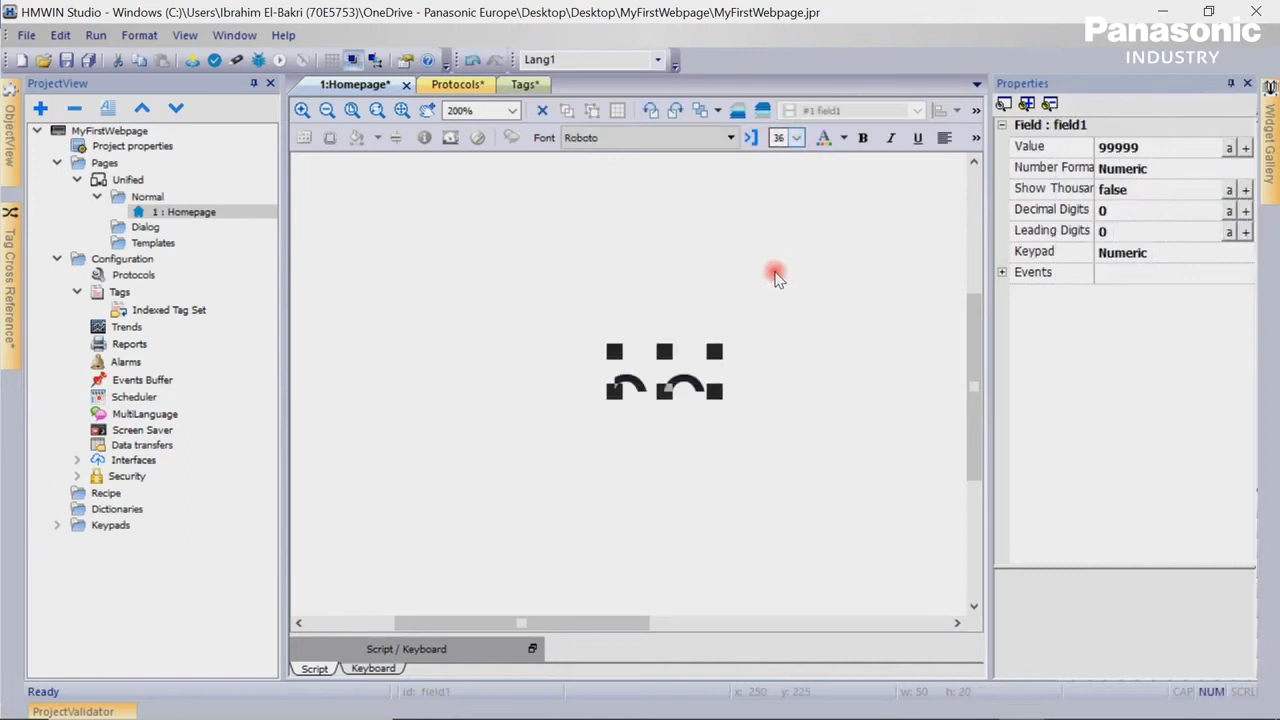 HMWIN Studio - Windows (C:)\Users\Ibrahim El-Bakri (70E5753)\OneDrive - Panasonic Europe\Desktop\Desktop\MyFirstWebpage\MyFirstWebpage.jpr
Panasonic
INDUSTRY
File Edit Run Format View Window Help
Lang1
ProjectView
1:Homepage* Protocols* Tags*
Properties
ObjectView
Tag Cross Reference*
Widget Gallery
200%
#1 field1
Font Roboto 36
MyFirstWebpage
Project properties
Pages
Unified
Normal
1 : Homepage
Dialog
Templates
Configuration
Protocols
Tags
Indexed Tag Set
Trends
Reports
Alarms
Events Buffer
Scheduler
MultiLanguage
Screen Saver
Data transfers
Interfaces
Security
Recipe
Dictionaries
Keypads
Field : field1
Value 99999 a +
Number Forma Numeric
Show Thousar false a +
Decimal Digits 0 a +
Leading Digits 0 a +
Keypad Numeric
Events
Script / Keyboard
Script Keyboard
Ready id: field1 x: 250 y: 225 w: 50 h: 20 CAP NUM SCRL
ProjectValidator